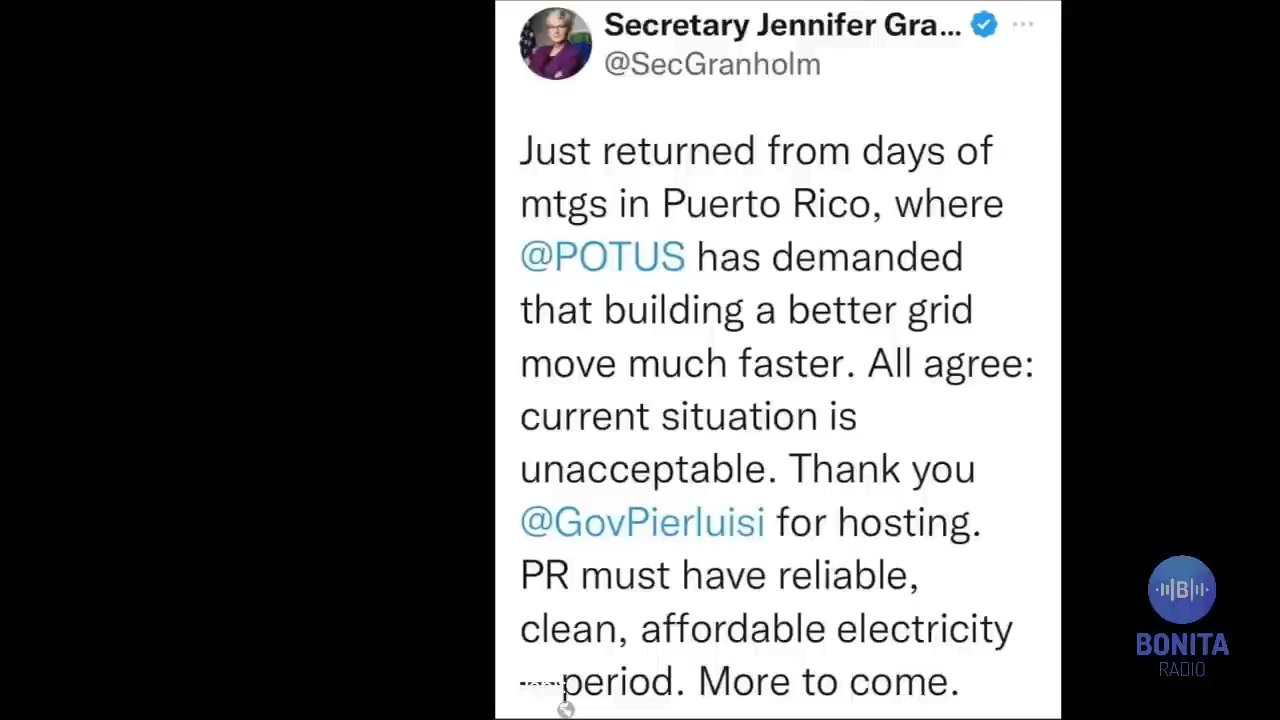 Secretary Jennifer Gra...
@SecGranholm
Just returned from days of
mtgs in Puerto Rico, where
@POTUS has demanded
that building a better grid
move much faster. All agree:
current situation is
unacceptable. Thank you
@GovPierluisi for hosting.
PR must have reliable,
clean, affordable electricity
period. More to come.
B
BONITA
RADIO